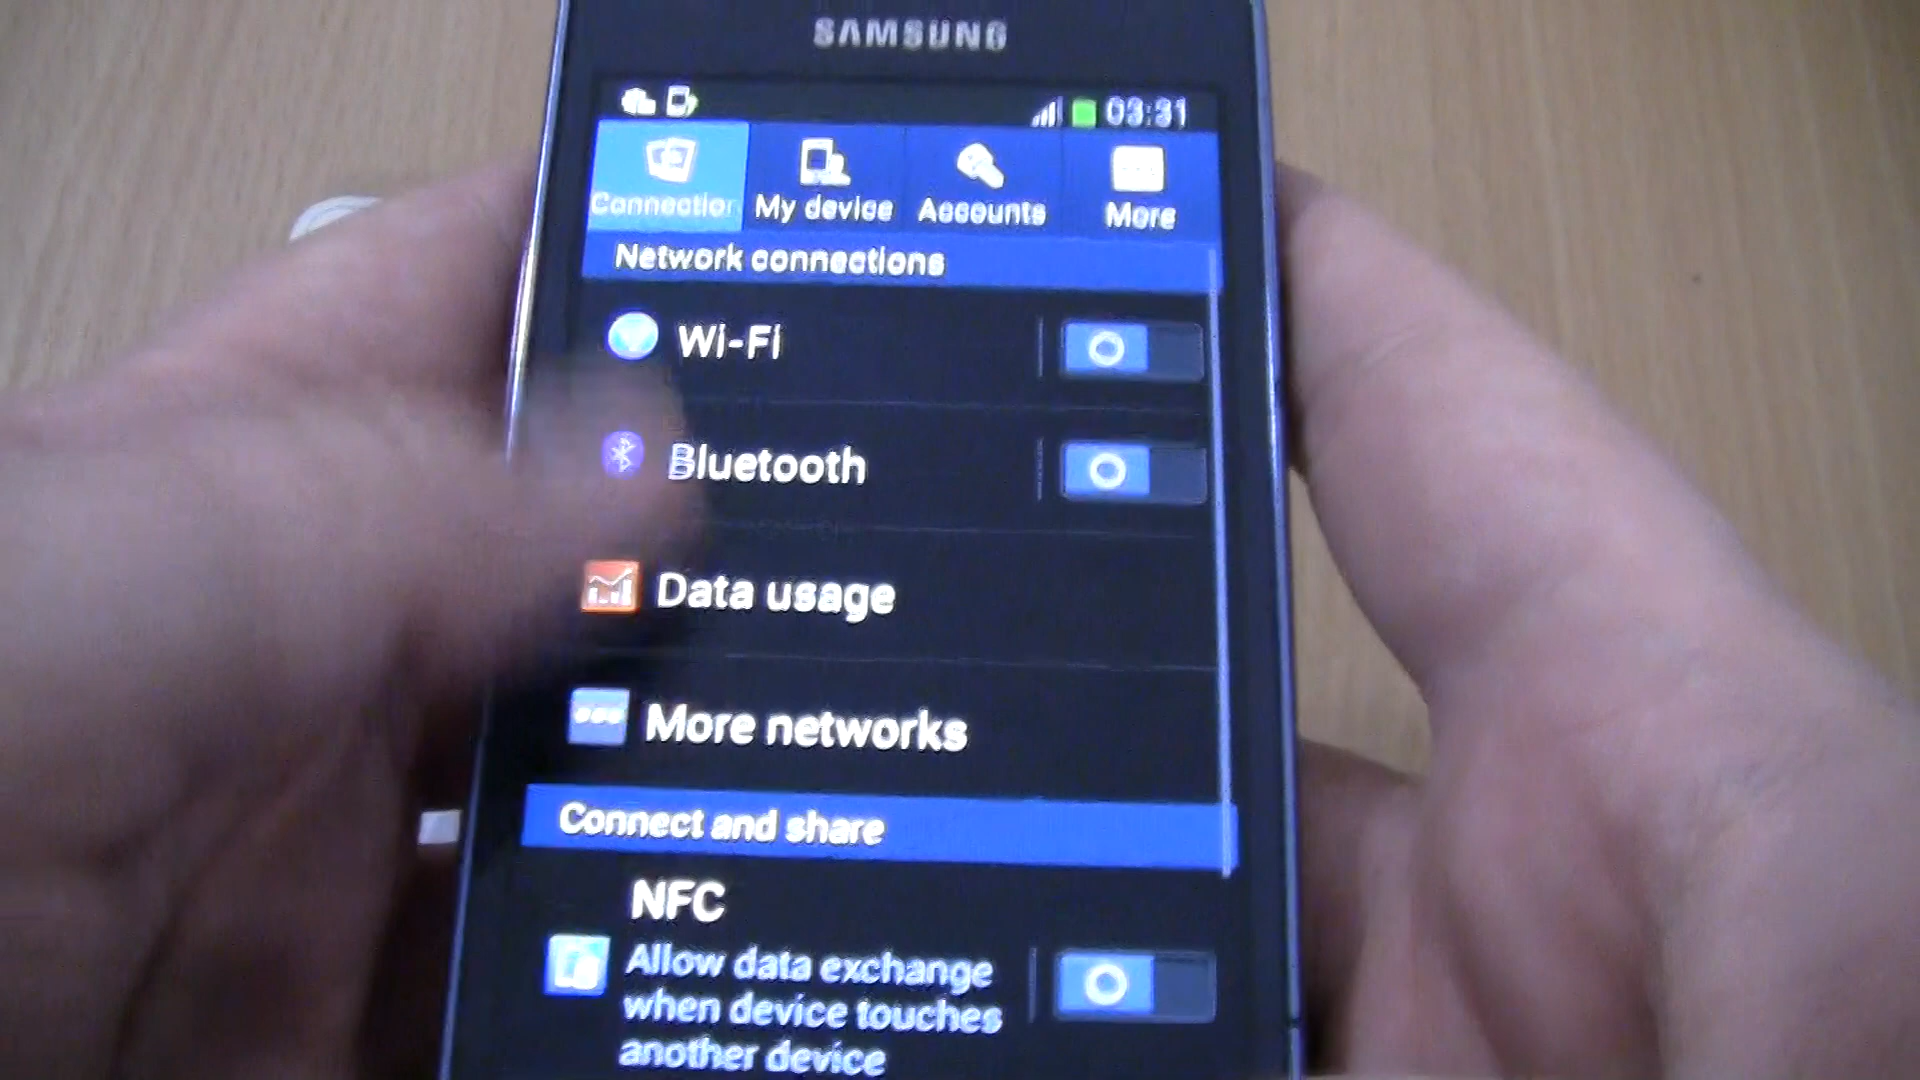 SAMSUNG
03:31
Connection
My device
Accounts
More
Network connections
Wi-Fi
Bluetooth
Data usage
More networks
Connect and share
NFC
Allow data exchange
when device touches
another device